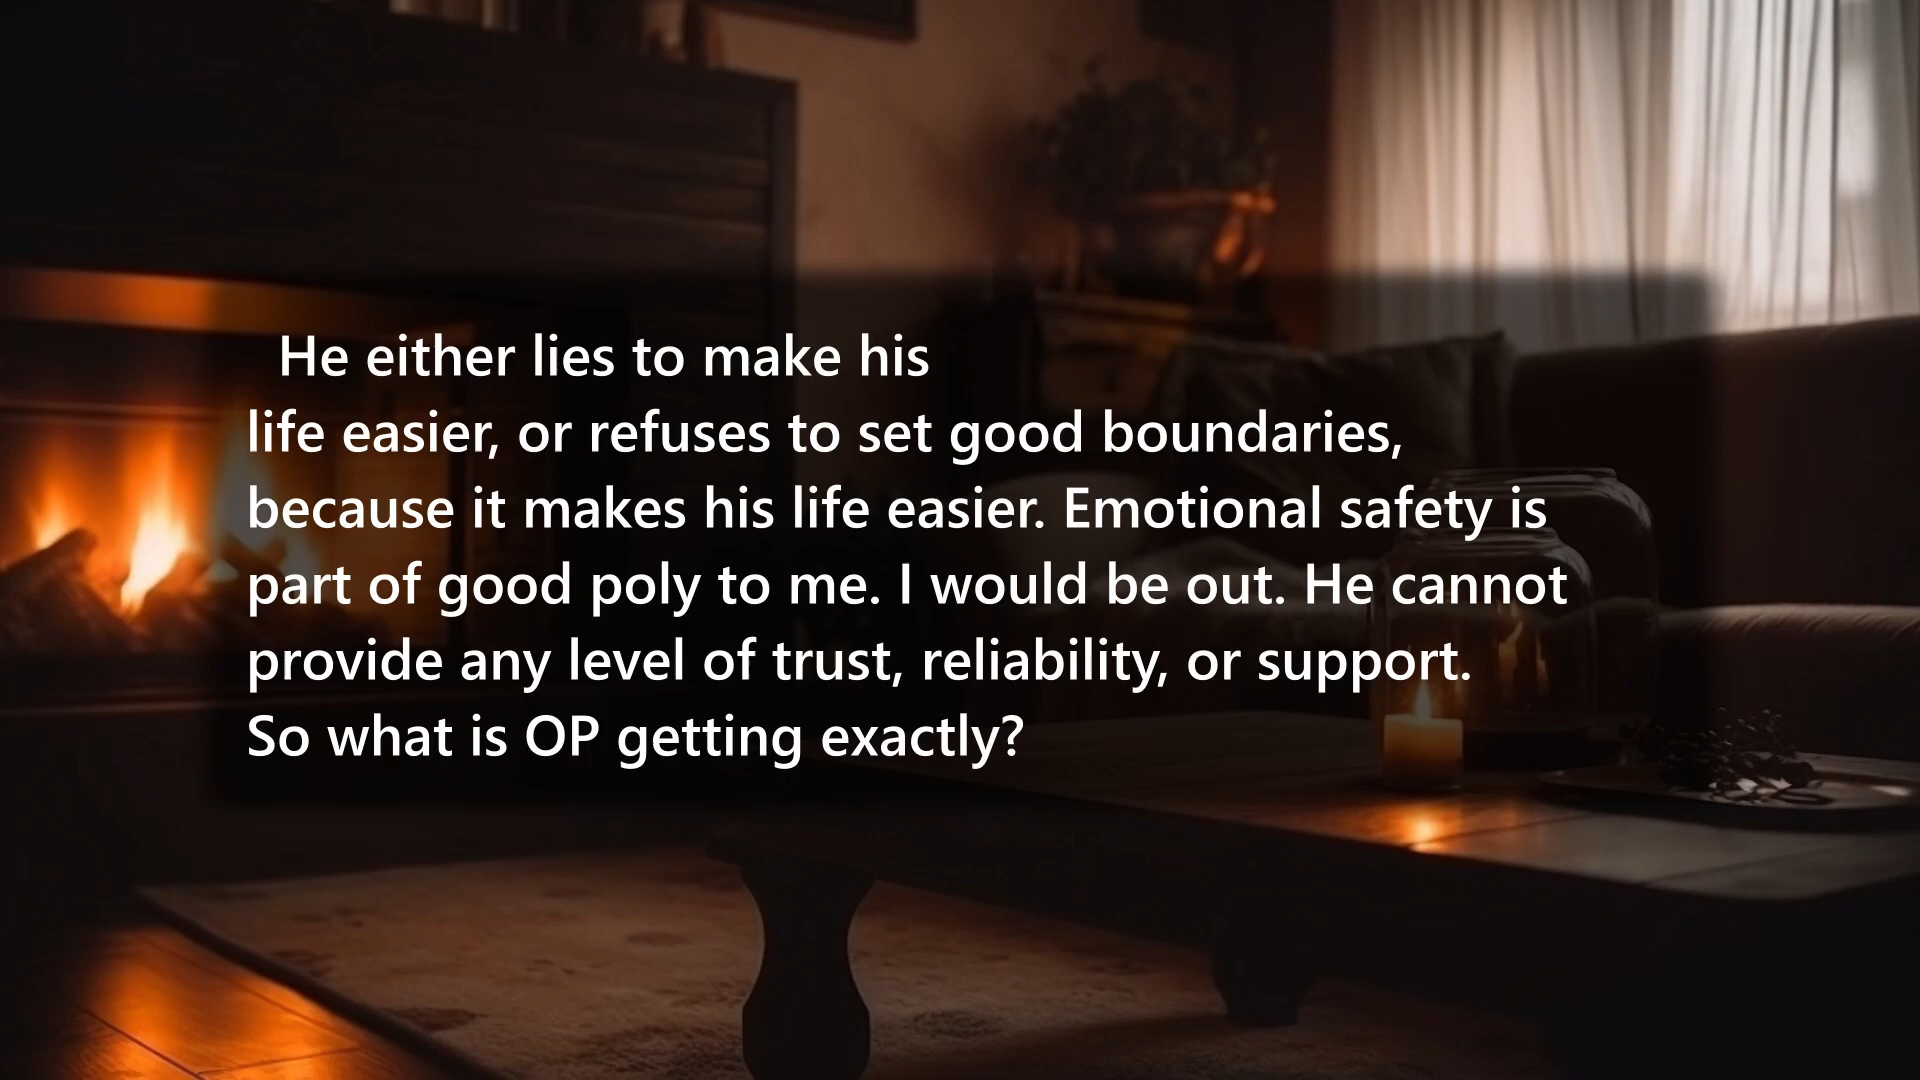 He either lies to make his
life easier, or refuses to set good boundaries,
because it makes his life easier. Emotional safety is
part of good poly to me. I would be out. He cannot
provide any level of trust, reliability, or support.
So what is OP getting exactly?